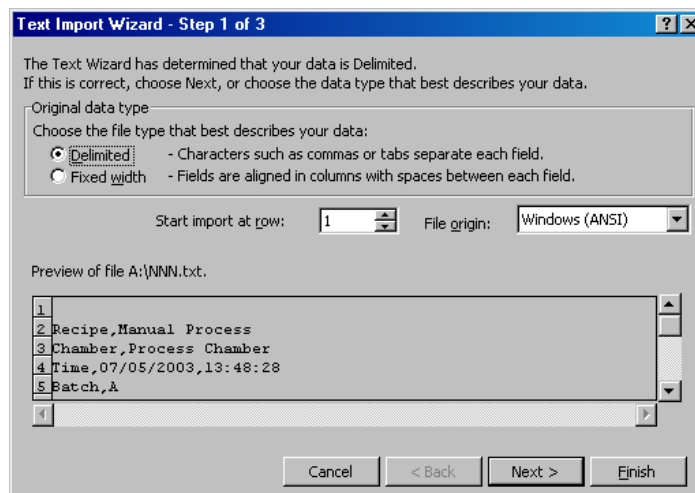 Text Import Wizard - Step 1 of 3
The Text Wizard has determined that your data is Delimited.
If this is correct, choose Next, or choose the data type that best describes your data.
Original data type
Choose the file type that best describes your data:
Delimited - Characters such as commas or tabs separate each field.
Fixed width - Fields are aligned in columns with spaces between each field.
Start import at row: 1 File origin: Windows (ANSI)
Preview of file A:\NNN.txt.
1
2 Recipe,Manual Process
3 Chamber,Process Chamber
4 Time,07/05/2003,13:48:28
5 Batch,A
Cancel < Back Next > Finish